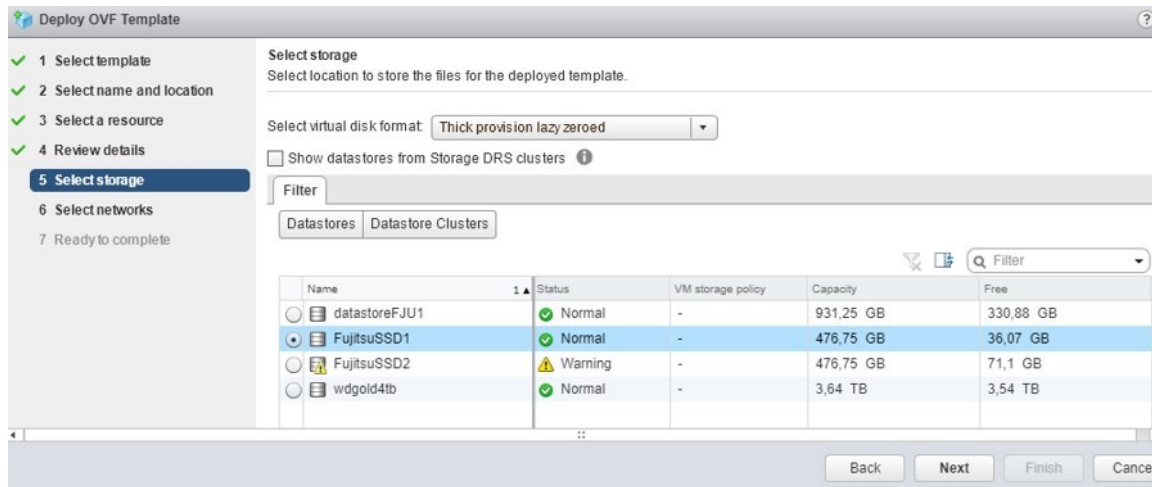 Deploy OVF Template
?
1 Select template
2 Select name and location
3 Select a resource
4 Review details
5 Select storage
6 Select networks
7 Ready to complete
Select storage
Select location to store the files for the deployed template.
Select virtual disk format: Thick provision lazy zeroed
Show datastores from Storage DRS clusters
Filter
Datastores Datastore Clusters
Filter
Name 1 Status VM storage policy Capacity Free
datastoreFJU1 Normal - 931,25 GB 330,88 GB
FujitsuSSD1 Normal - 476,75 GB 36,07 GB
FujitsuSSD2 Warning - 476,75 GB 71,1 GB
wdgold4tb Normal - 3,64 TB 3,54 TB
Back Next Finish Cance